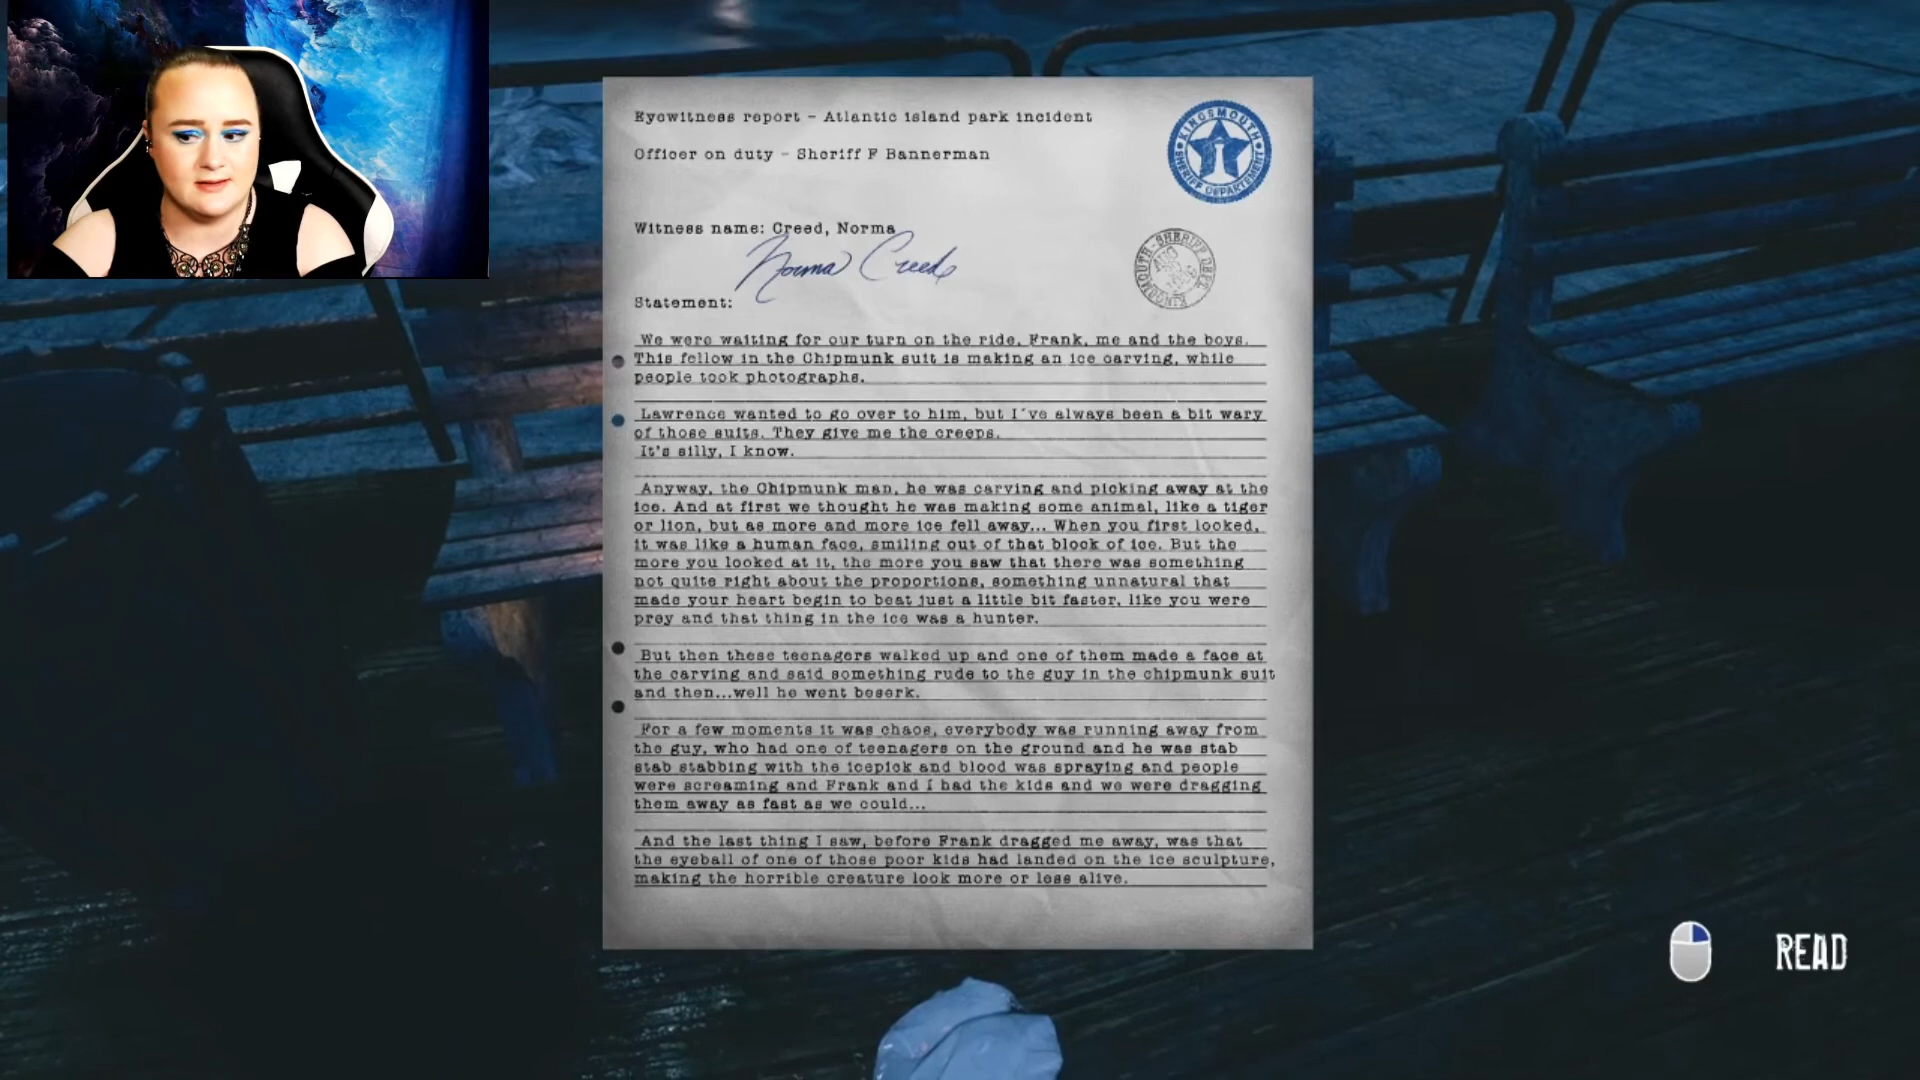 Eyewitness report - Atlantic island park incident
Officer on duty - Sheriff F Bannerman
KINGSMOUTH
SHERIFF DEPARTEMENT
Witness name: Creed, Norma
Norma Creed
KINGSMOUTH - SHERIFF DEPT.
Statement:
We were waiting for our turn on the ride, Frank, me and the boys.
This fellow in the Chipmunk suit is making an ice carving, while
people took photographs.
Lawrence wanted to go over to him, but I´ve always been a bit wary
of those suits. They give me the creeps.
It's silly, I know.
Anyway, the Chipmunk man, he was carving and picking away at the
ice. And at first we thought he was making some animal, like a tiger
or lion, but as more and more ice fell away... When you first looked,
it was like a human face, smiling out of that block of ice. But the
more you looked at it, the more you saw that there was something
not quite right about the proportions, something unnatural that
made your heart begin to beat just a little bit faster, like you were
prey and that thing in the ice was a hunter.
But then these teenagers walked up and one of them made a face at
the carving and said something rude to the guy in the chipmunk suit
and then...well he went beserk.
For a few moments it was chaos, everybody was running away from
the guy, who had one of teenagers on the ground and he was stab
stab stabbing with the icepick and blood was spraying and people
were screaming and Frank and I had the kids and we were dragging
them away as fast as we could...
And the last thing I saw, before Frank dragged me away, was that
the eyeball of one of those poor kids had landed on the ice sculpture,
making the horrible creature look more or less alive.
READ